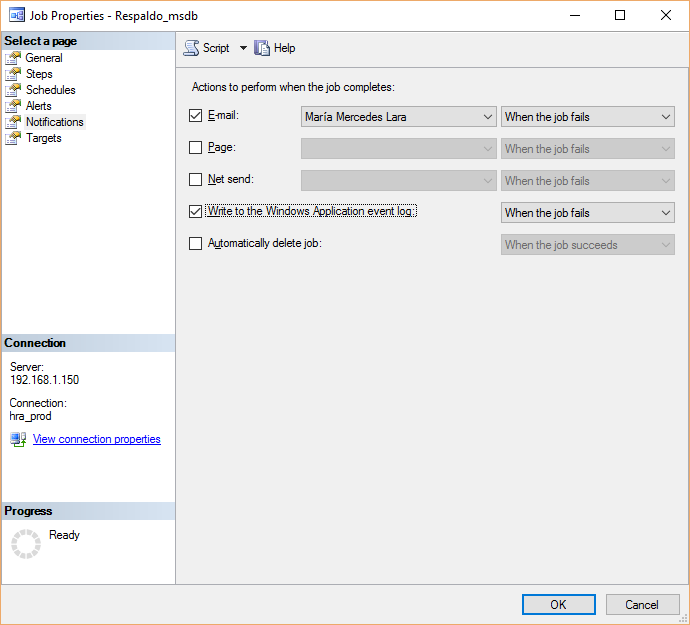 Job Properties - Respaldo_msdb
Select a page
General
Steps
Schedules
Alerts
Notifications
Targets
Connection
Server:
192.168.1.150
Connection:
hra_prod
View connection properties
Progress
Ready
Script Help
Actions to perform when the job completes:
E-mail: María Mercedes Lara When the job fails
Page: When the job fails
Net send: When the job fails
Write to the Windows Application event log: When the job fails
Automatically delete job: When the job succeeds
OK Cancel